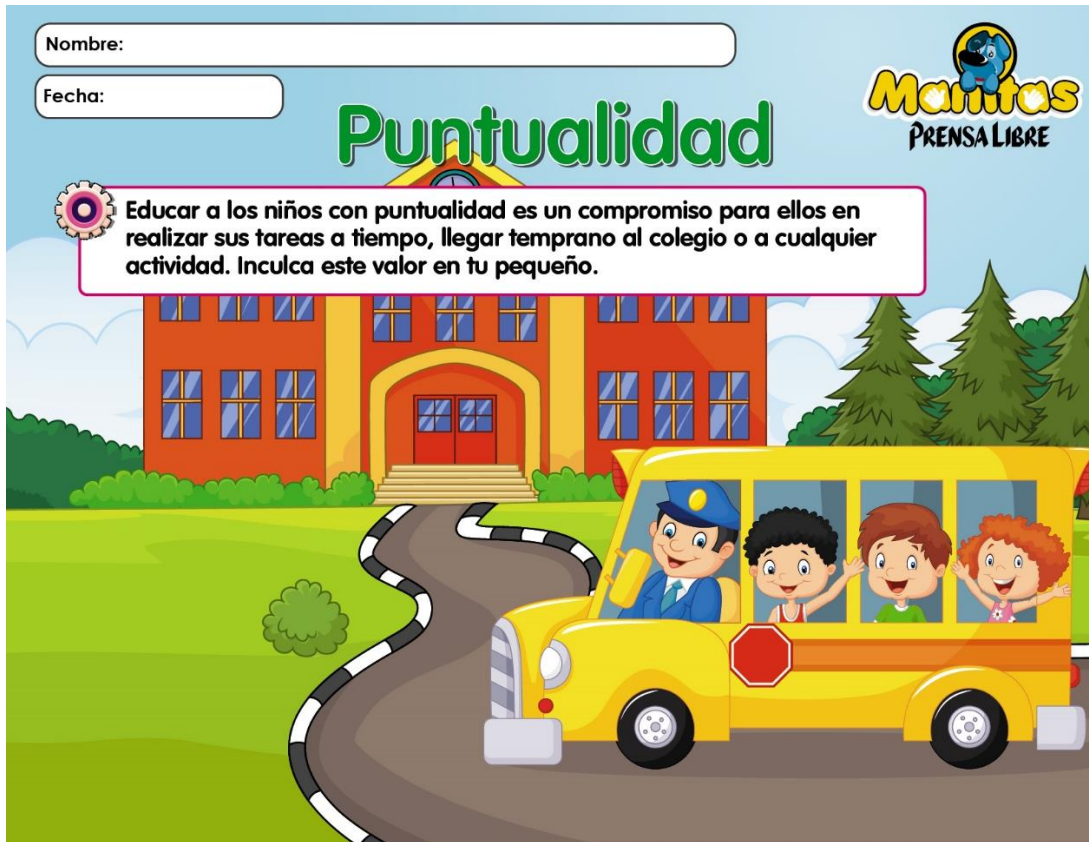 Nombre:
Fecha:
Manitas
PRENSA LIBRE
Puntualidad
Educar a los niños con puntualidad es un compromiso para ellos en
realizar sus tareas a tiempo, llegar temprano al colegio o a cualquier
actividad. Inculca este valor en tu pequeño.